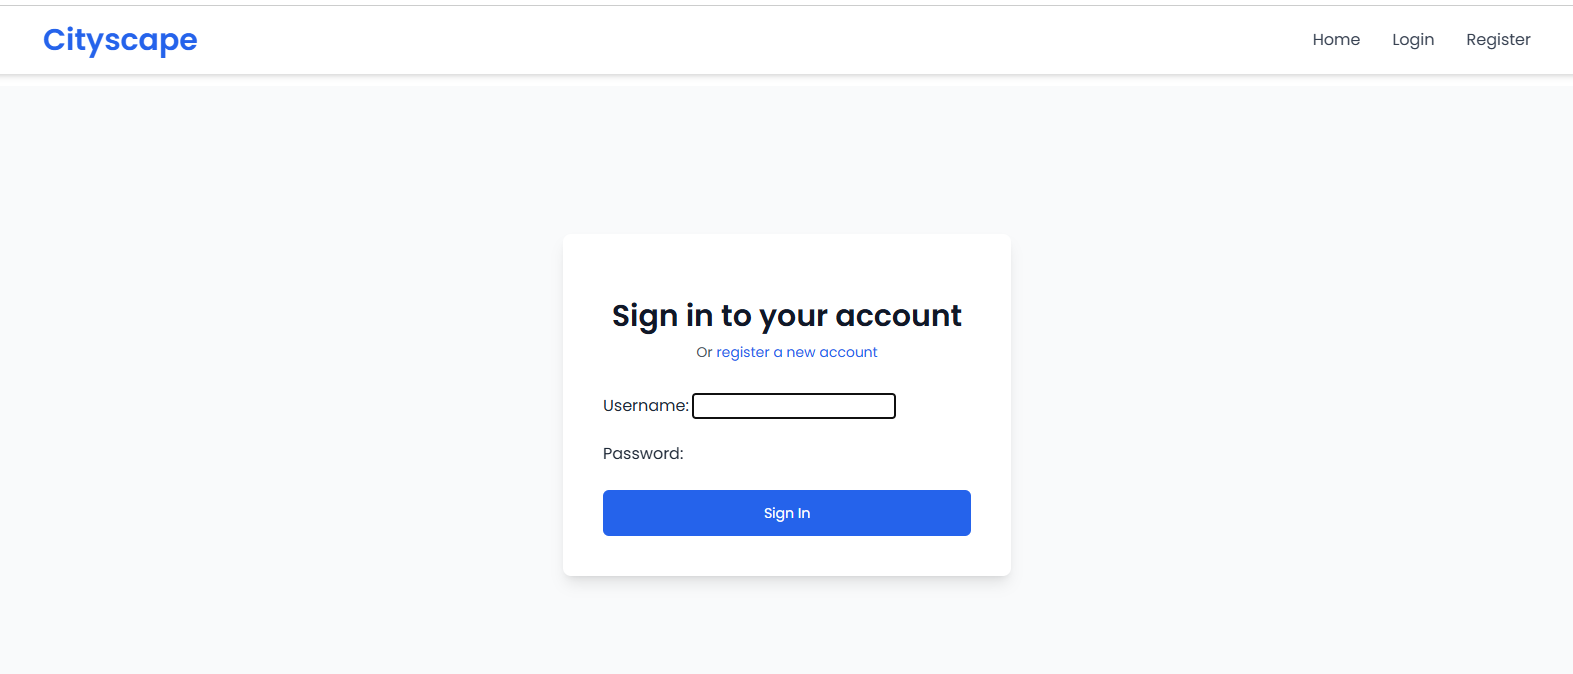 Cityscape
Home Login Register
Sign in to your account
Or register a new account
Username:
Password:
Sign In